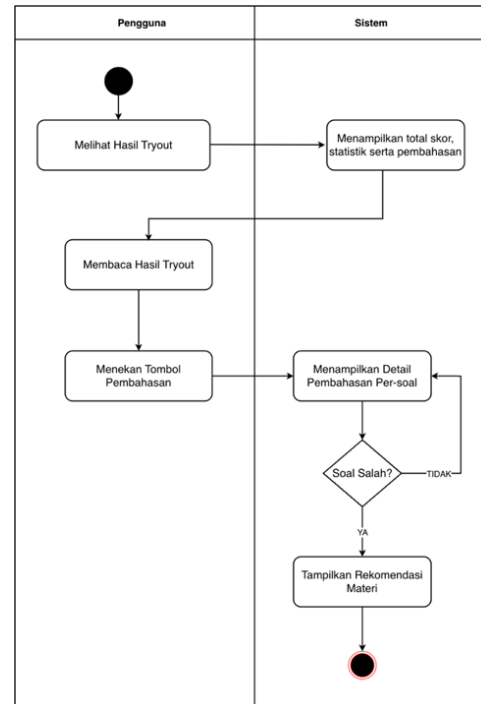 Pengguna
Sistem
Melihat Hasil Tryout
Menampilkan total skor,
statistik serta pembahasan
Membaca Hasil Tryout
Menekan Tombol
Pembahasan
Menampilkan Detail
Pembahasan Per-soal
Soal Salah?
TIDAK
YA
Tampilkan Rekomendasi
Materi